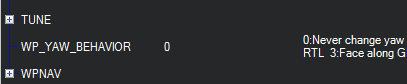 TUNE
WP_YAW_BEHAVIOR 0 0:Never change yaw
RTL 3:Face along G
WPNAV